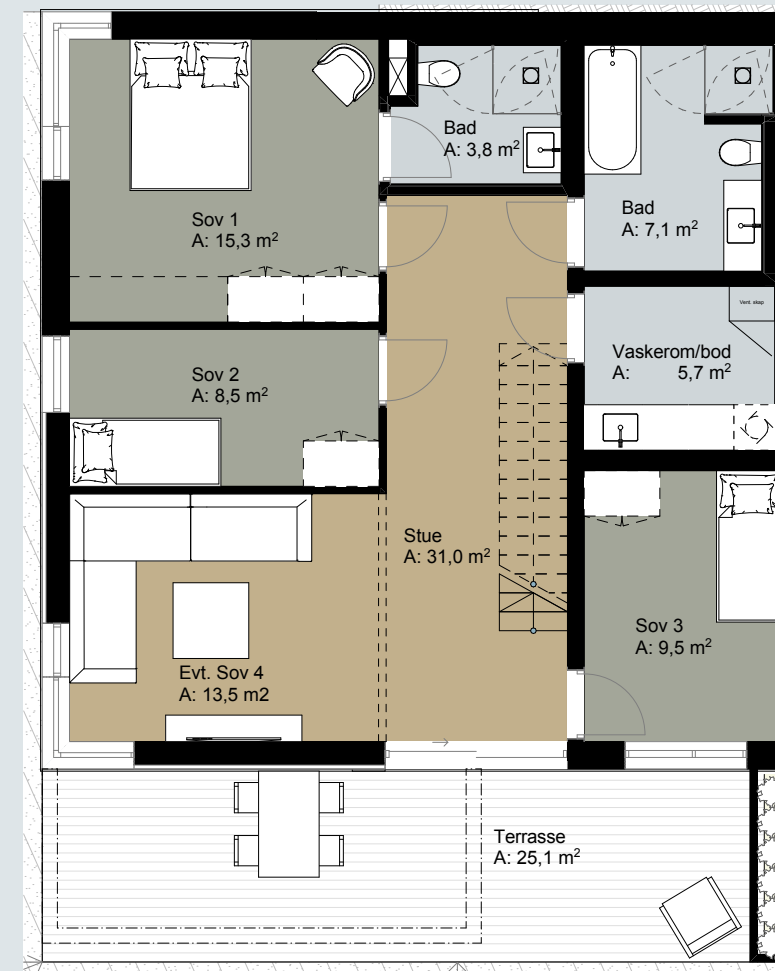 Bad
A: 3,8 m²
Sov 1
A: 15,3 m²
Bad
A: 7,1 m²
Vent. skap
Vaskerom/bod
A: 5,7 m²
Sov 2
A: 8,5 m²
Stue
A: 31,0 m²
Sov 3
A: 9,5 m²
Evt. Sov 4
A: 13,5 m2
Terrasse
A: 25,1 m²